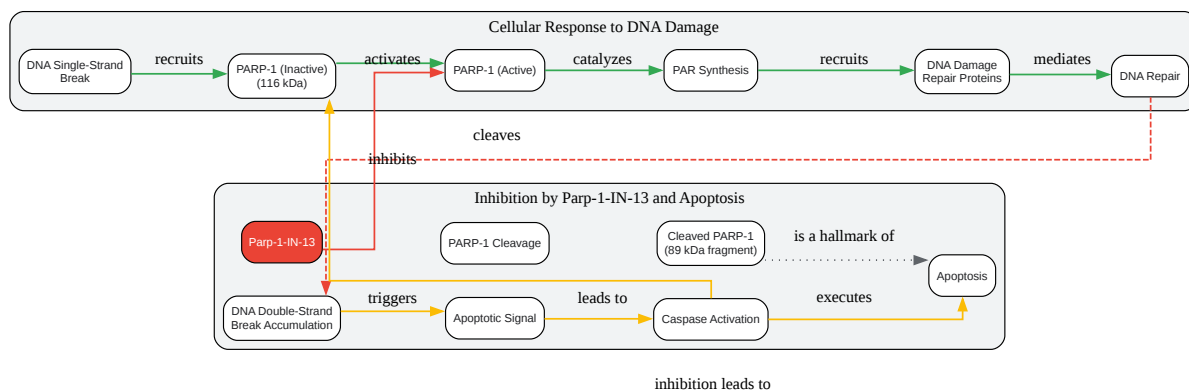 Cellular Response to DNA Damage
DNA Single-Strand
Break
recruits
PARP-1 (Inactive)
(116 kDa)
activates
PARP-1 (Active)
catalyzes
PAR Synthesis
recruits
DNA Damage
Repair Proteins
mediates
DNA Repair
cleaves
inhibits
Inhibition by Parp-1-IN-13 and Apoptosis
Parp-1-IN-13
PARP-1 Cleavage
Cleaved PARP-1
(89 kDa fragment)
is a hallmark of
Apoptosis
DNA Double-Strand
Break Accumulation
triggers
Apoptotic Signal
leads to
Caspase Activation
executes
inhibition leads to